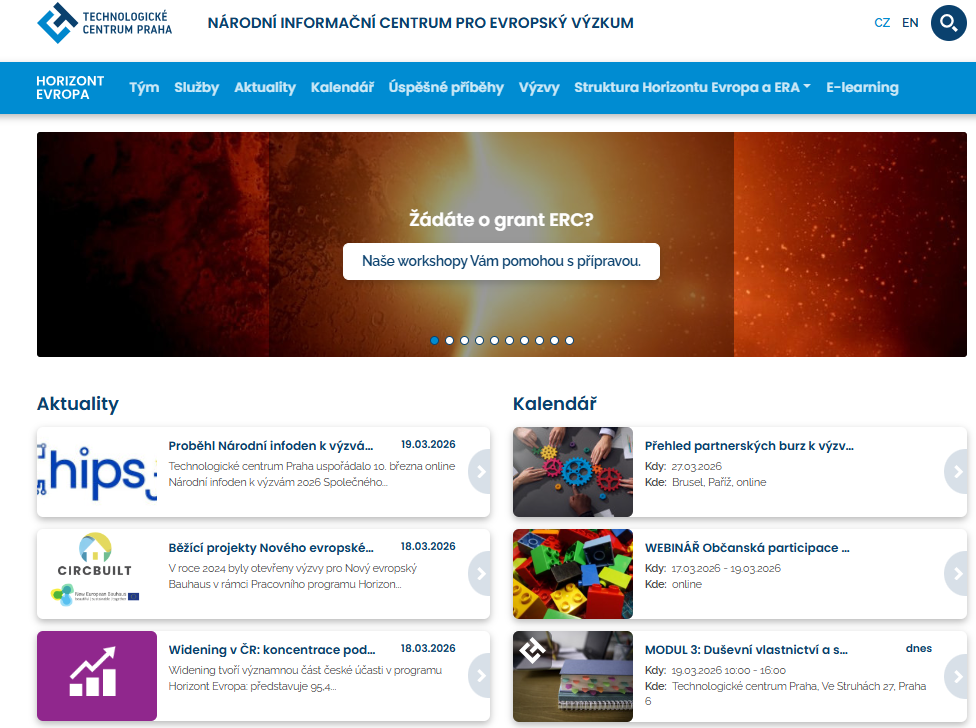 TECHNOLOGICKÉ
CENTRUM PRAHA
NÁRODNÍ INFORMAČNÍ CENTRUM PRO EVROPSKÝ VÝZKUM
CZ EN
HORIZONT
EVROPA
Tým Služby Aktuality Kalendář Úspěšné příběhy Výzvy Struktura Horizontu Evropa a ERA E-learning
Žádáte o grant ERC?
Naše workshopy Vám pomohou s přípravou.
Aktuality
hips
Proběhl Národní infoden k výzvá... 19.03.2026
Technologické centrum Praha uspořádalo 10. března online
Národní infoden k výzvám 2026 Společného...
CIRCBUILT
New European Bauhaus
Běžící projekty Nového evropské... 18.03.2026
V roce 2024 byly otevřeny výzvy pro Nový evropský
Bauhaus v rámci Pracovního programu Horizon...
Widening v ČR: koncentrace pod... 18.03.2026
Widening tvoří významnou část české účasti v programu
Horizont Evropa: představuje 95,4...
Kalendář
Přehled partnerských burz k výzv...
Kdy: 27.03.2026
Kde: Brusel, Paříž, online
WEBINÁŘ Občanská participace ...
Kdy: 17.03.2026 - 19.03.2026
Kde: online
MODUL 3: Duševní vlastnictví a s... dnes
Kdy: 19.03.2026 10:00 - 16:00
Kde: Technologické centrum Praha, Ve Struhách 27, Praha
6